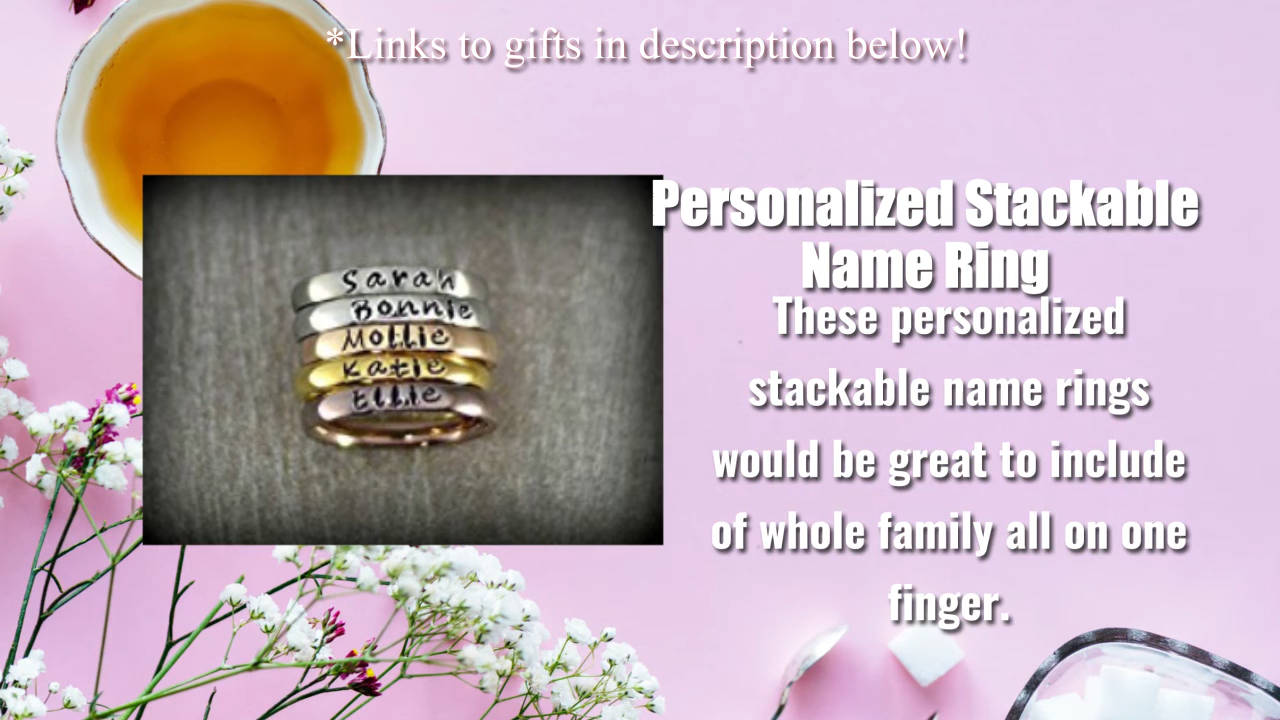 *Links to gifts in description below!
Personalized Stackable
Name Ring
These personalized
stackable name rings
would be great to include
of whole family all on one
finger.
Sarah
Bonnie
Mollie
Katie
Ellie